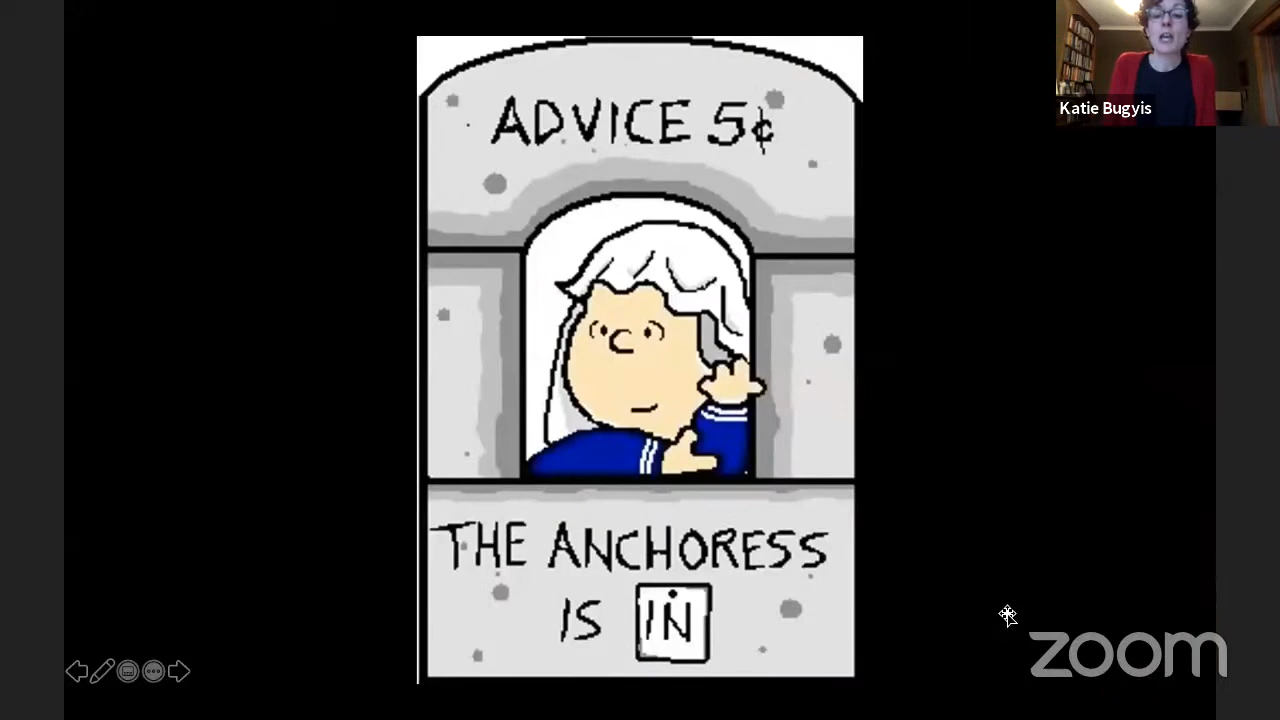 ADVICE 5¢
THE ANCHORESS
IS IN
Katie Bugyis
zoom